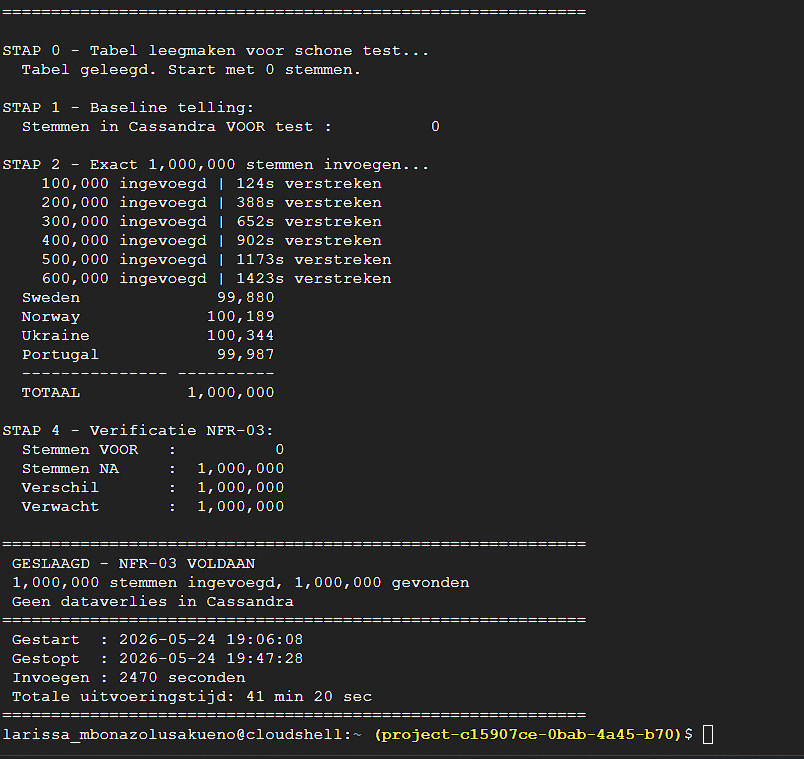 ============================================================
STAP 0 - Tabel leegmaken voor schone test...
Tabel geleegd. Start met 0 stemmen.
STAP 1 - Baseline telling:
Stemmen in Cassandra VOOR test : 0
STAP 2 - Exact 1,000,000 stemmen invoegen...
100,000 ingevoegd | 124s verstreken
200,000 ingevoegd | 388s verstreken
300,000 ingevoegd | 652s verstreken
400,000 ingevoegd | 902s verstreken
500,000 ingevoegd | 1173s verstreken
600,000 ingevoegd | 1423s verstreken
Sweden 99,880
Norway 100,189
Ukraine 100,344
Portugal 99,987
--------------- ----------
TOTAAL 1,000,000
STAP 4 - Verificatie NFR-03:
Stemmen VOOR : 0
Stemmen NA : 1,000,000
Verschil : 1,000,000
Verwacht : 1,000,000
============================================================
GESLAAGD - NFR-03 VOLDAAN
1,000,000 stemmen ingevoegd, 1,000,000 gevonden
Geen dataverlies in Cassandra
============================================================
Gestart : 2026-05-24 19:06:08
Gestopt : 2026-05-24 19:47:28
Invoegen : 2470 seconden
Totale uitvoeringstijd: 41 min 20 sec
============================================================
larissa_mbonazolusakueno@cloudshell:~ (project-c15907ce-0bab-4a45-b70)$